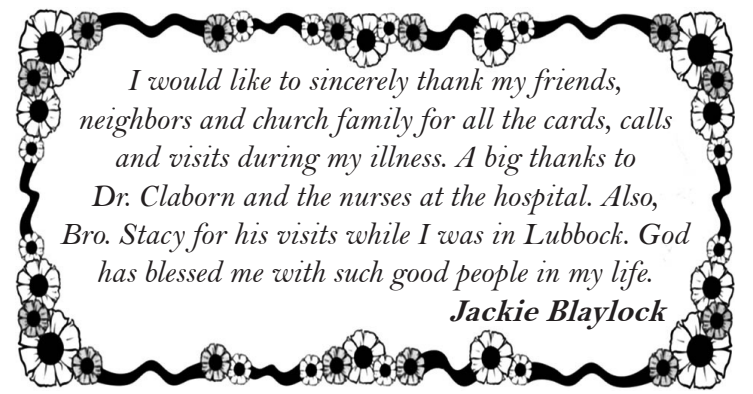 I would like to sincerely thank my friends,
neighbors and church family for all the cards, calls
and visits during my illness. A big thanks to
Dr. Claborn and the nurses at the hospital. Also,
Bro. Stacy for his visits while I was in Lubbock. God
has blessed me with such good people in my life.
Jackie Blaylock